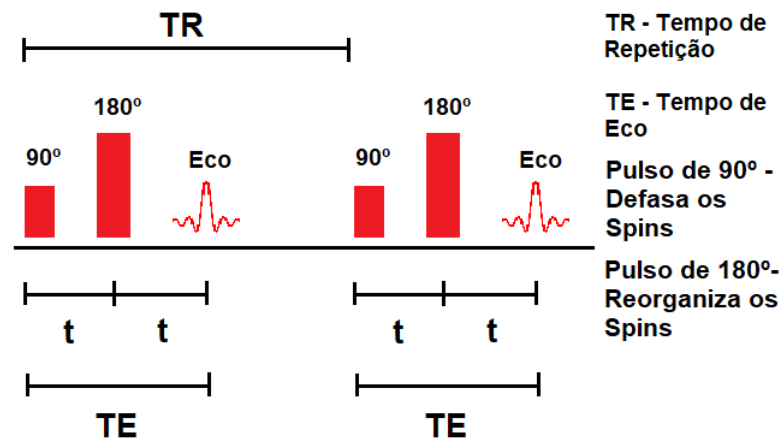 TR
TR - Tempo de
Repetição
TE - Tempo de
Eco
180º
180º
90º
Eco
90º
Eco
Pulso de 90º -
Defasa os
Spins
Pulso de 180º-
Reorganiza os
Spins
t
t
t
t
TE
TE